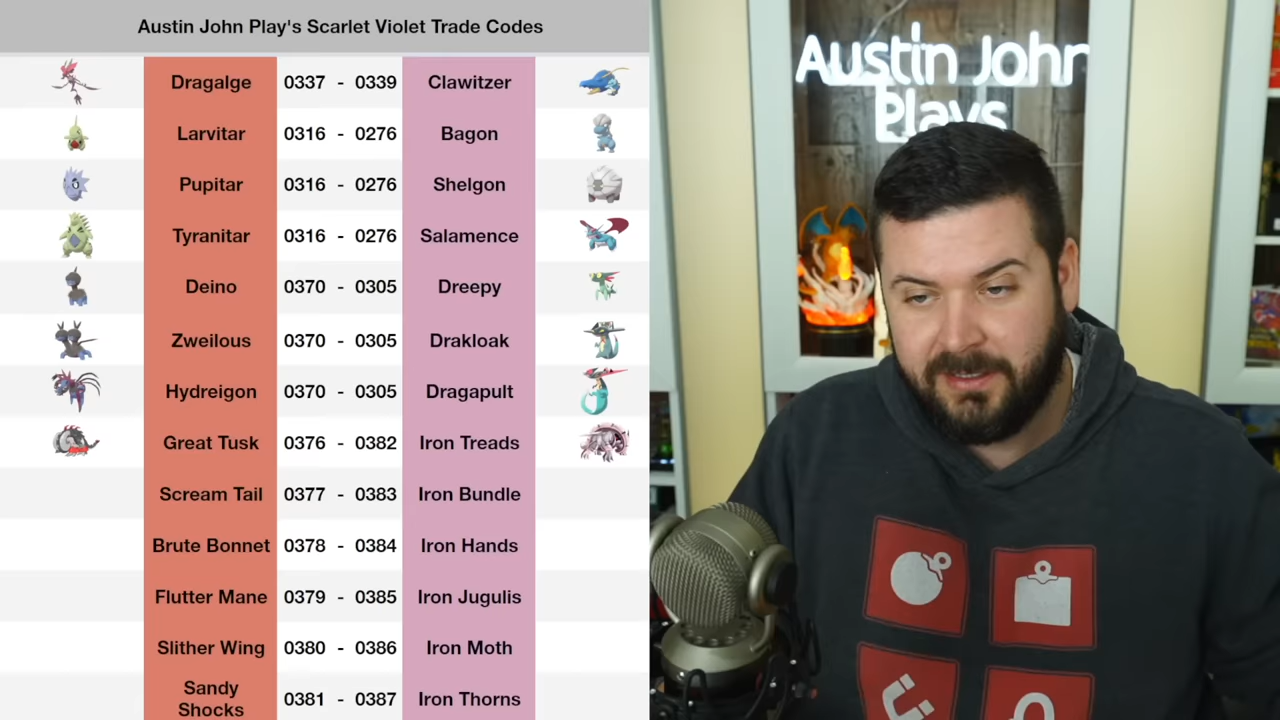 Austin John Play's Scarlet Violet Trade Codes
Dragalge 0337 - 0339 Clawitzer
Larvitar 0316 - 0276 Bagon
Pupitar 0316 - 0276 Shelgon
Tyranitar 0316 - 0276 Salamence
Deino 0370 - 0305 Dreepy
Zweilous 0370 - 0305 Drakloak
Hydreigon 0370 - 0305 Dragapult
Great Tusk 0376 - 0382 Iron Treads
Scream Tail 0377 - 0383 Iron Bundle
Brute Bonnet 0378 - 0384 Iron Hands
Flutter Mane 0379 - 0385 Iron Jugulis
Slither Wing 0380 - 0386 Iron Moth
Sandy
Shocks 0381 - 0387 Iron Thorns
Austin John
Plays